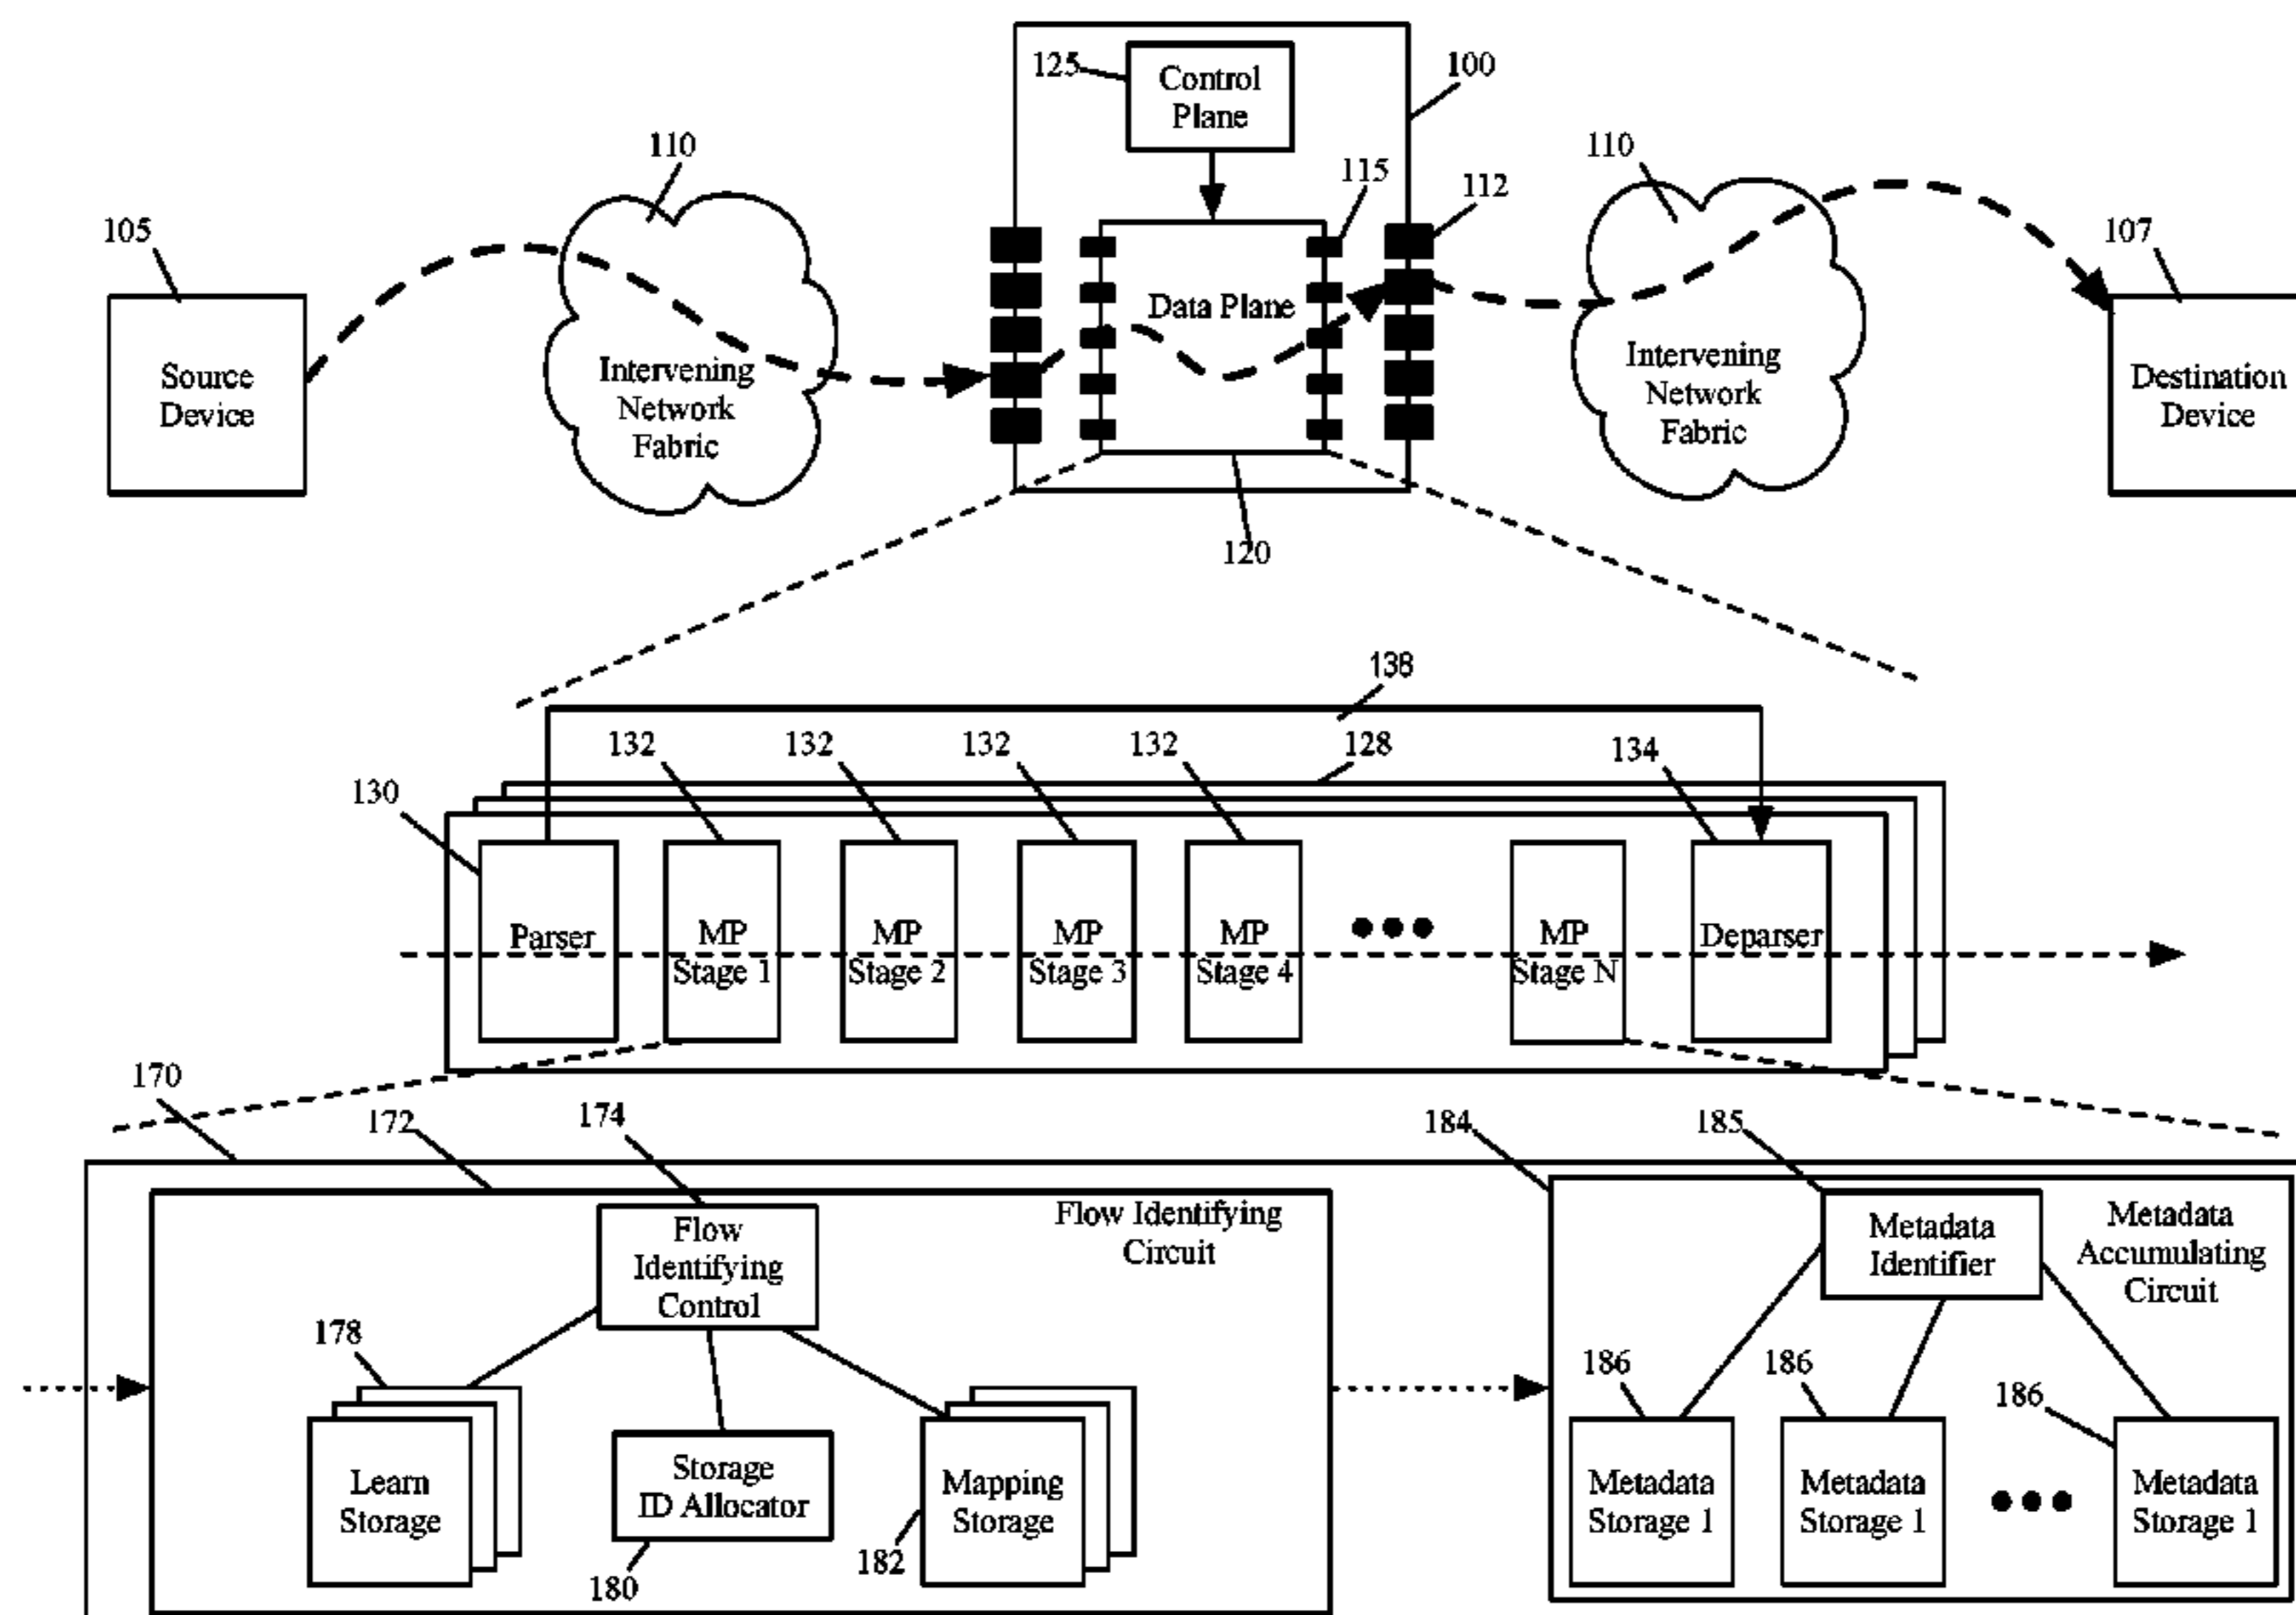 125
Control
Plane
100
110
110
115
112
105
107
Source
Device
Intervening
Network
Fabric
Data Plane
Intervening
Network
Fabric
Destination
Device
120
138
132
132
132
132
128
134
130
Parser
MP
Stage 1
MP
Stage 2
MP
Stage 3
MP
Stage 4
MP
Stage N
Deparser
170
172
174
184
185
Flow
Identifying
Control
Flow Identifying
Circuit
Metadata
Identifier
Metadata
Accumulating
Circuit
178
186
186
186
Learn
Storage
Storage
ID Allocator
Mapping
Storage
180
182
Metadata
Storage 1
Metadata
Storage 1
Metadata
Storage 1